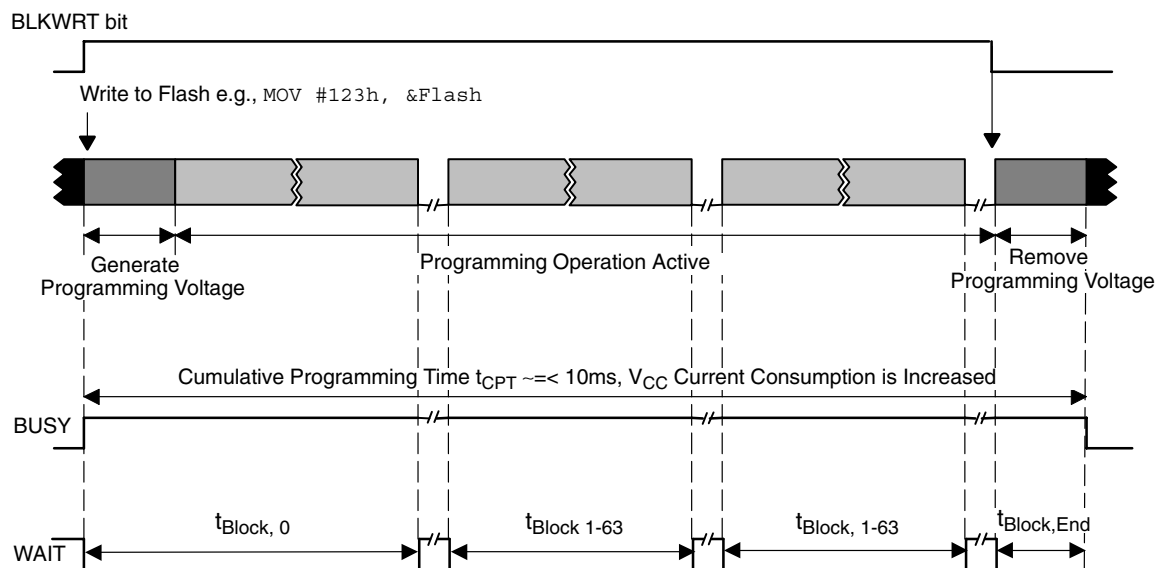 BLKWRT bit
Write to Flash e.g., MOV #123h, &Flash
Generate
Programming Voltage
Programming Operation Active
Remove
Programming Voltage
Cumulative Programming Time tCPT ~=< 10ms, VCC Current Consumption is Increased
BUSY
tBlock, 0
tBlock 1-63
tBlock, 1-63
tBlock,End
WAIT